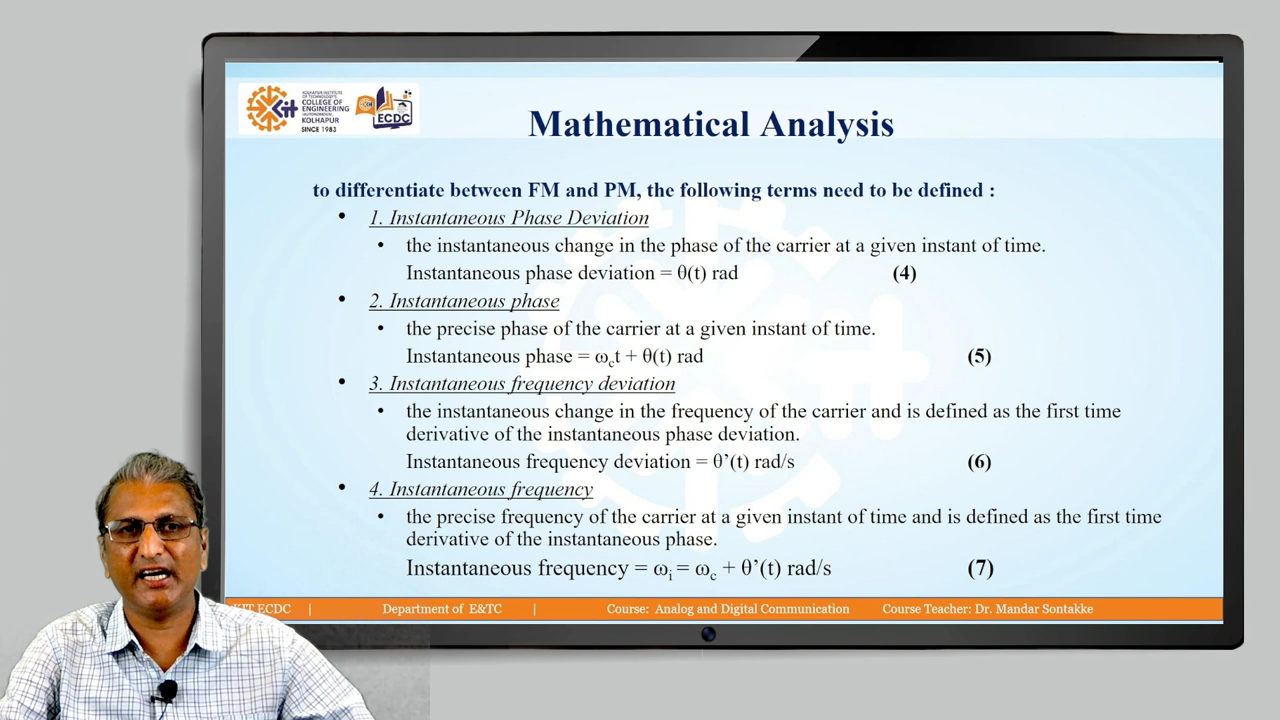 KOLHAPUR INSTITUTE
OF TECHNOLOGY'S
COLLEGE OF
ENGINEERING
(AUTONOMOUS),
KOLHAPUR
SINCE 1983
ECDC
Mathematical Analysis
to differentiate between FM and PM, the following terms need to be defined :
• 1. Instantaneous Phase Deviation
• the instantaneous change in the phase of the carrier at a given instant of time.
Instantaneous phase deviation = θ(t) rad (4)
• 2. Instantaneous phase
• the precise phase of the carrier at a given instant of time.
Instantaneous phase = ω꜀t + θ(t) rad (5)
• 3. Instantaneous frequency deviation
• the instantaneous change in the frequency of the carrier and is defined as the first time
derivative of the instantaneous phase deviation.
Instantaneous frequency deviation = θ’(t) rad/s (6)
• 4. Instantaneous frequency
• the precise frequency of the carrier at a given instant of time and is defined as the first time
derivative of the instantaneous phase.
Instantaneous frequency = ωᵢ = ω꜀ + θ’(t) rad/s (7)
KIT ECDC | Department of E&TC | Course: Analog and Digital Communication Course Teacher: Dr. Mandar Sontakke